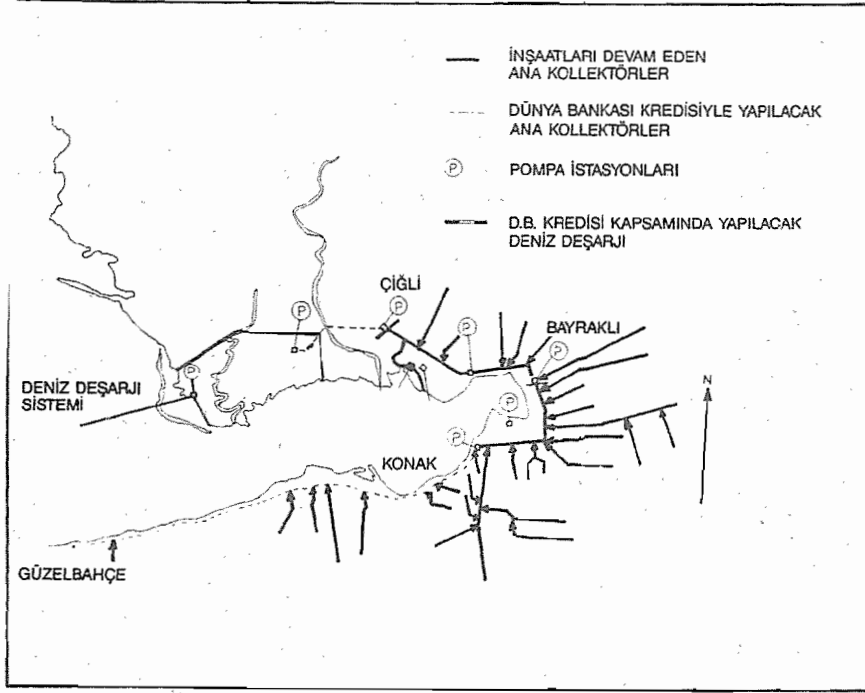 İNŞAATLARI DEVAM EDEN
ANA KOLLEKTÖRLER
DÜNYA BANKASI KREDİSİYLE YAPILACAK
ANA KOLLEKTÖRLER
P
POMPA İSTASYONLARI
D.B. KREDİSİ KAPSAMINDA YAPILACAK
DENİZ DEŞARJI
ÇİĞLİ
P
P
P
BAYRAKLI
P
P
DENİZ DEŞARJI
SİSTEMİ
N
P
P
KONAK
GÜZELBAHÇE